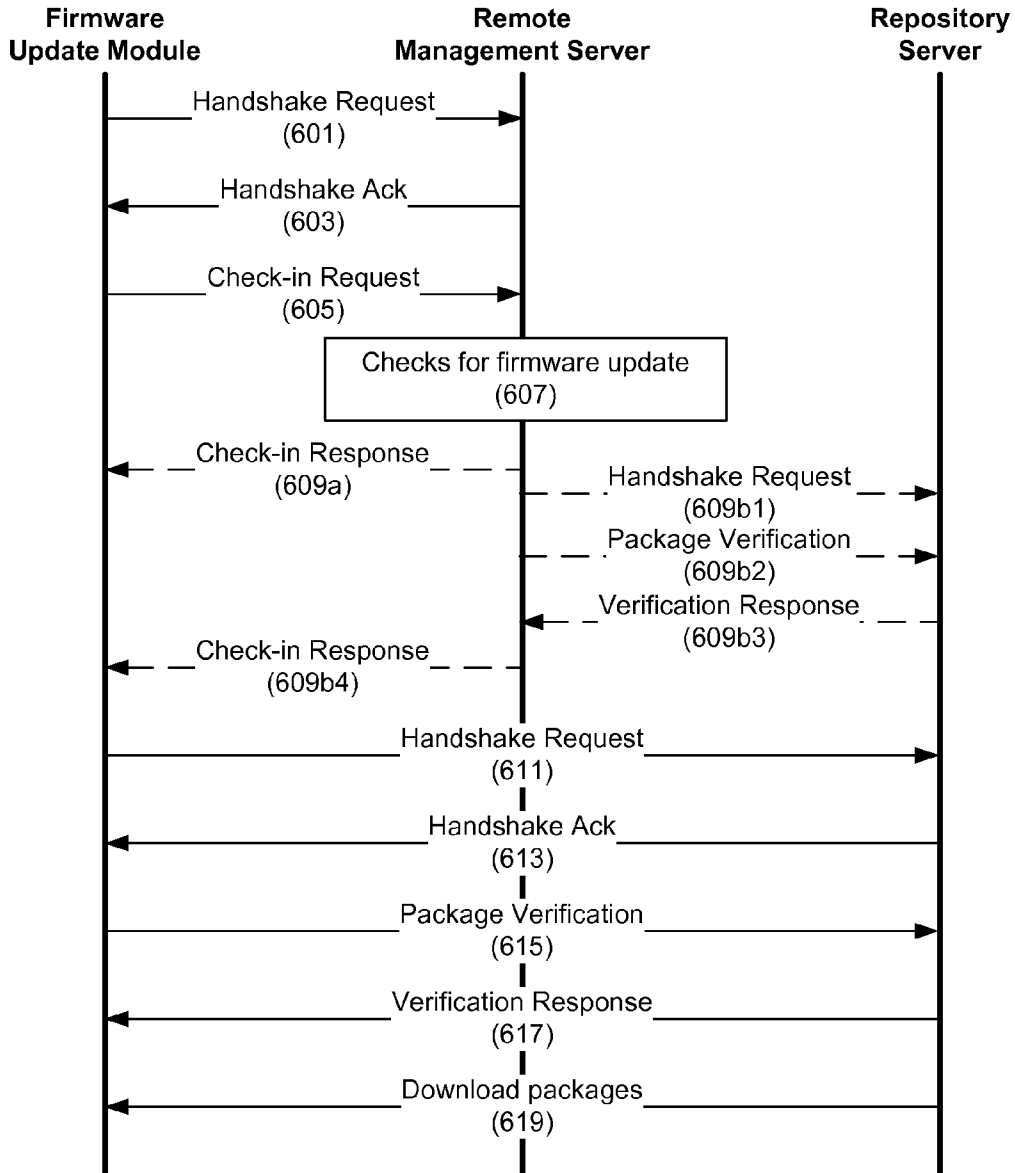 Firmware
Update Module
Remote
Management Server
Repository
Server
Handshake Request
(601)
Handshake Ack
(603)
Check-in Request
(605)
Checks for firmware update
(607)
Check-in Response
(609a)
Handshake Request
(609b1)
Package Verification
(609b2)
Verification Response
(609b3)
Check-in Response
(609b4)
Handshake Request
(611)
Handshake Ack
(613)
Package Verification
(615)
Verification Response
(617)
Download packages
(619)